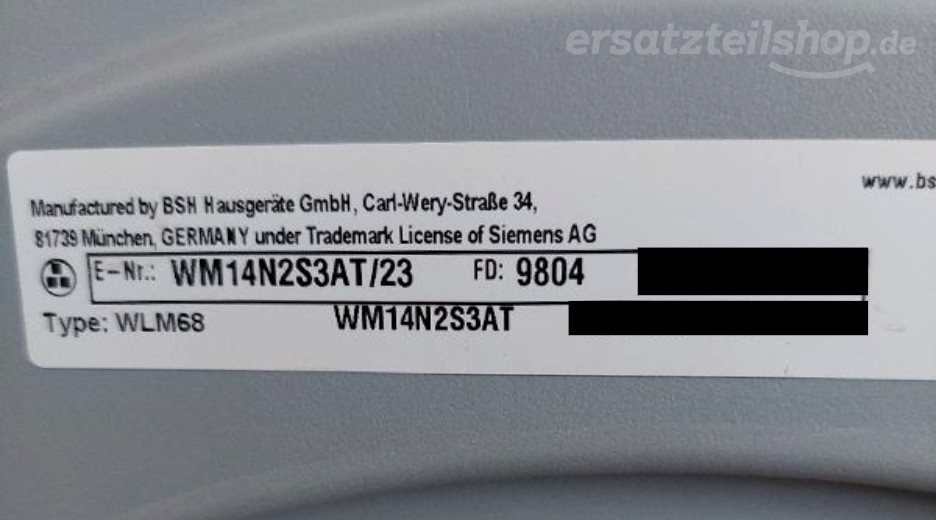 ersatzteilshop.de
www.bs
Manufactured by BSH Hausgeräte GmbH, Carl-Wery-Straße 34,
81739 München, GERMANY under Trademark License of Siemens AG
E-Nr.: WM14N2S3AT/23 FD: 9804
Type: WLM68 WM14N2S3AT